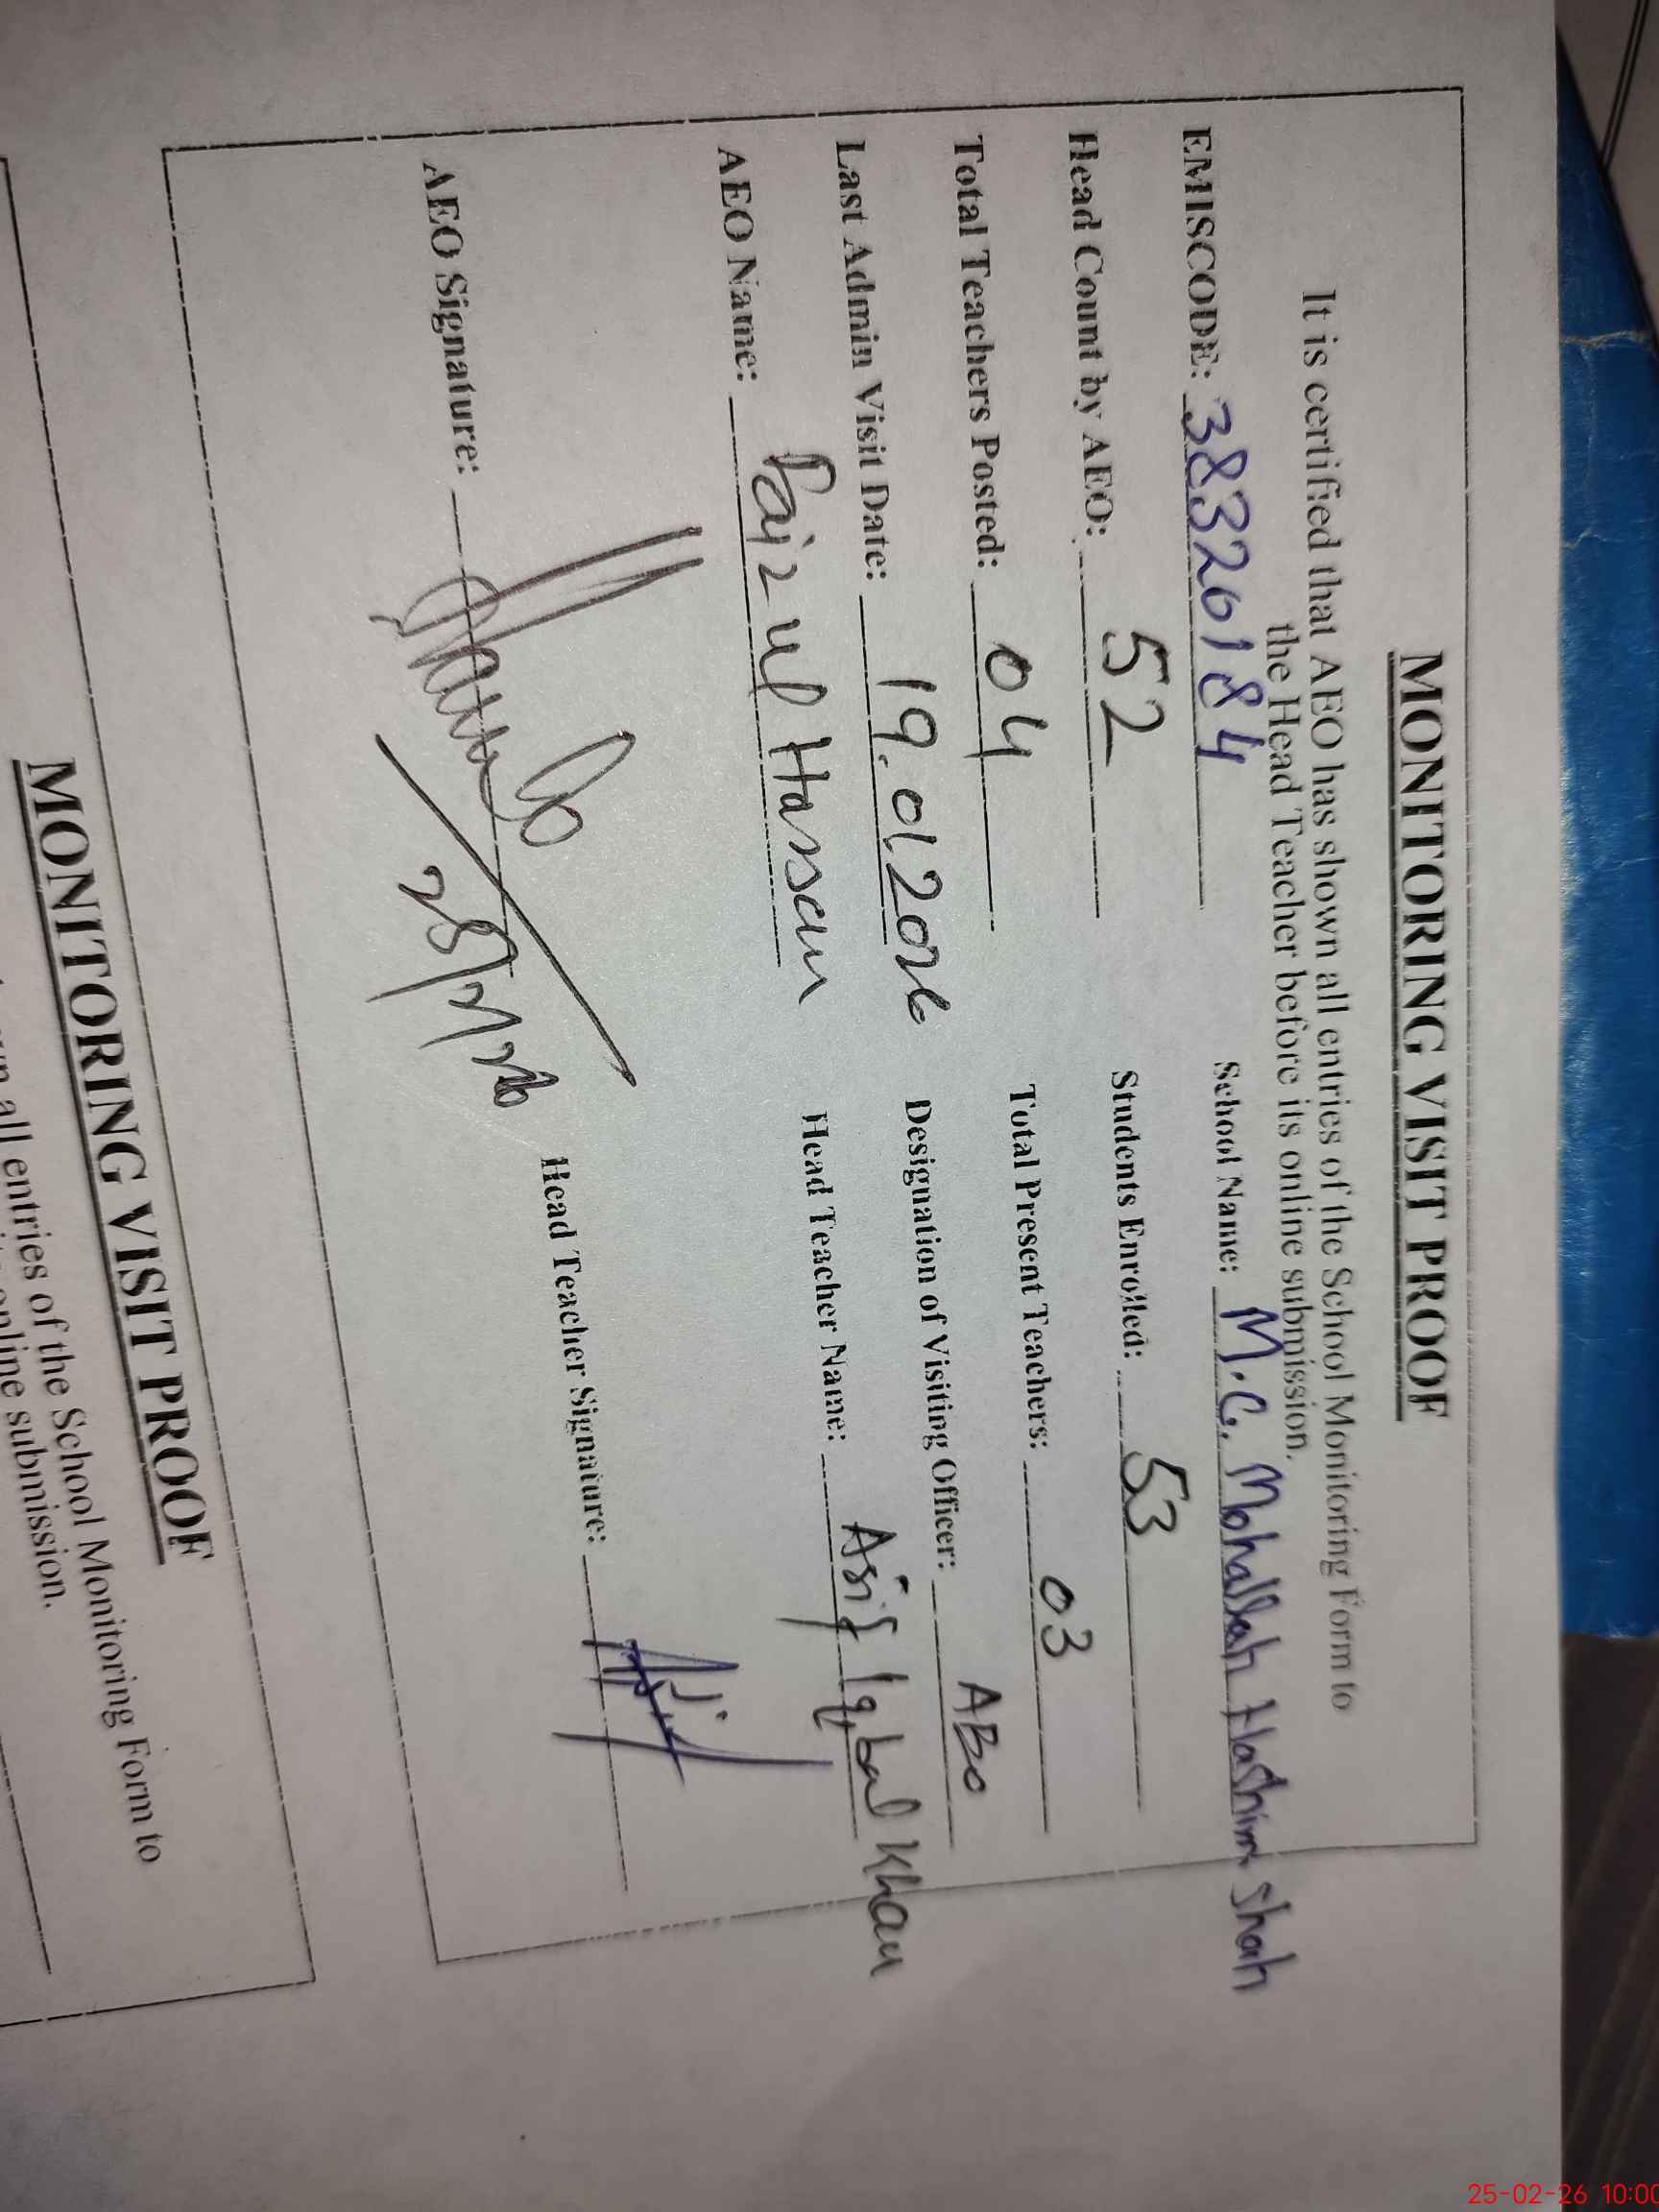 MONITORING VISIT PROOF
It is certified that AEO has shown all entries of the School Monitoring Form to
the Head Teacher before its online submission.
EMISCODE: 38320184 School Name: M.C. Mohallah Hashim Shah
Head Count by AEO: 52 Students Enrolled: 53
Total Teachers Posted: 04 Total Present Teachers: 03
Last Admin Visit Date: 19.01.2026 Designation of Visiting Officer: AEO
AEO Name: Faiz ul Hassan Head Teacher Name: Asif Iqbal Khan
AEO Signature: 25/2/26 Head Teacher Signature:
MONITORING VISIT PROOF
all entries of the School Monitoring Form to
online submission.
25-02-26 10:00